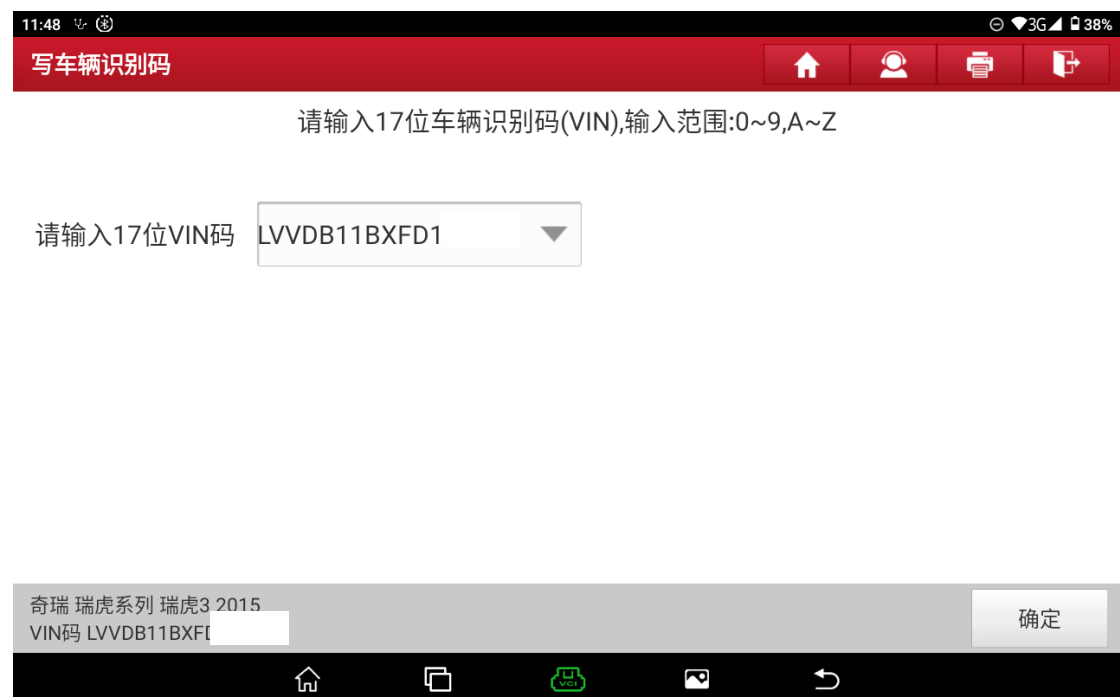 11:48
3G 38%
写车辆识别码
请输入17位车辆识别码(VIN),输入范围:0~9,A~Z
请输入17位VIN码 LVVDB11BXFD1
奇瑞 瑞虎系列 瑞虎3 2015
VIN码 LVVDB11BXF
确定
VCI